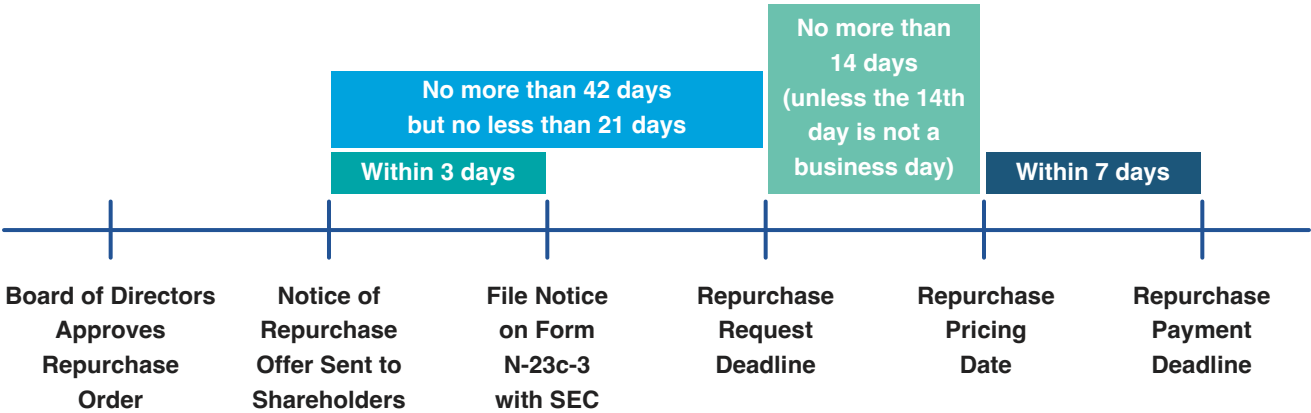 No more than
14 days
(unless the 14th
day is not a
business day)
No more than 42 days
but no less than 21 days
Within 3 days
Within 7 days
Board of Directors
Approves
Repurchase
Order
Notice of
Repurchase
Offer Sent to
Shareholders
File Notice
on Form
N-23c-3
with SEC
Repurchase
Request
Deadline
Repurchase
Pricing
Date
Repurchase
Payment
Deadline